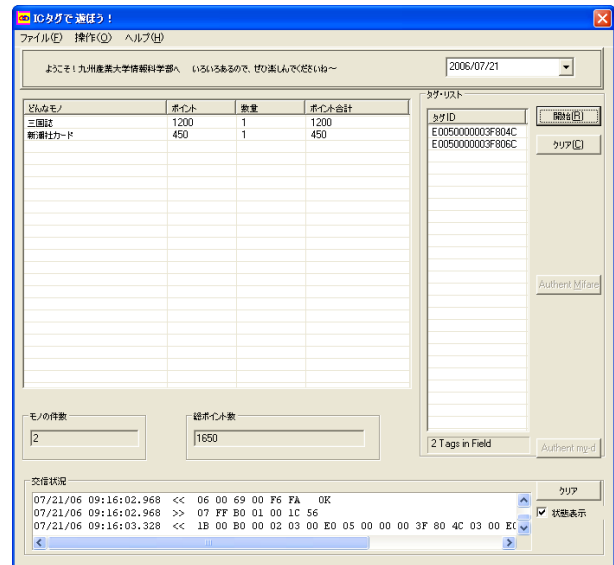 ICタグで遊ぼう！
ファイル(F) 操作(O) ヘルプ(H)
ようこそ！九州産業大学情報科学部へ いろいろあるので、ぜひ楽しんでくださいね～
2006/07/21
どんなモノ ポイント 数量 ポイント合計
三国誌 1200 1 1200
新潮社カード 450 1 450
タグ・リスト
タグID
E0050000003F804C
E0050000003F806C
2 Tags in Field
開始(R)
クリア(C)
Authent Mifare
Authent my-d
モノの件数
2
総ポイント数
1650
交信状況
07/21/06 09:16:02.968 << 06 00 69 00 F6 FA OK
07/21/06 09:16:02.968 >> 07 FF B0 01 00 1C 56
07/21/06 09:16:03.328 << 1B 00 B0 00 02 03 00 E0 05 00 00 00 3F 80 4C 03 00 E0
クリア
状態表示